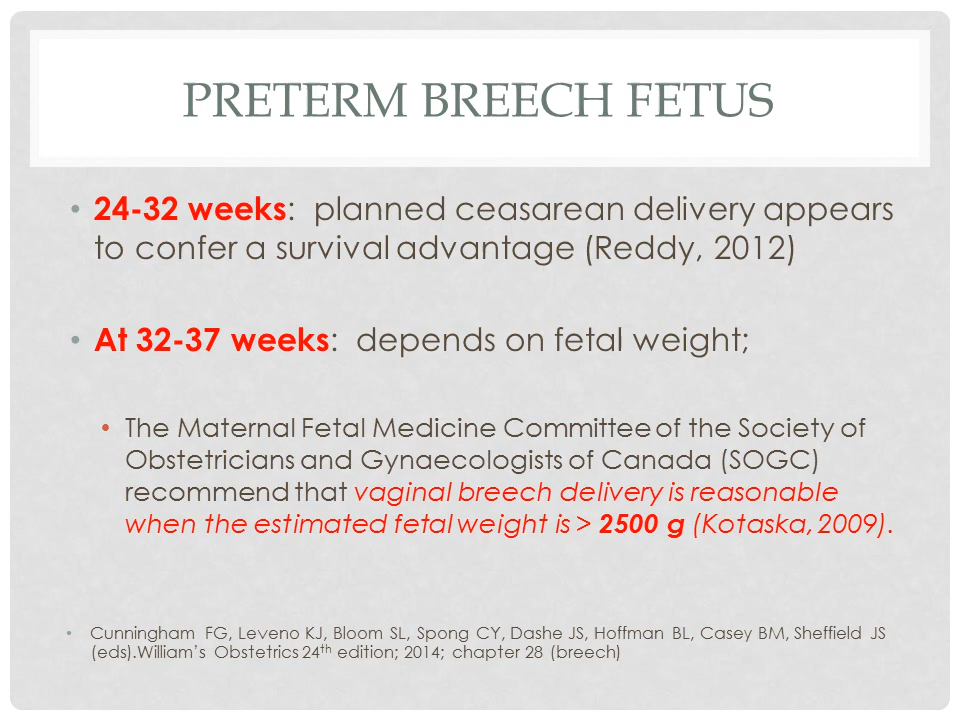 PRETERM BREECH FETUS
• 24-32 weeks: planned ceasarean delivery appears
to confer a survival advantage (Reddy, 2012)
• At 32-37 weeks: depends on fetal weight;
• The Maternal Fetal Medicine Committee of the Society of
Obstetricians and Gynaecologists of Canada (SOGC)
recommend that vaginal breech delivery is reasonable
when the estimated fetal weight is > 2500 g (Kotaska, 2009).
• Cunningham FG, Leveno KJ, Bloom SL, Spong CY, Dashe JS, Hoffman BL, Casey BM, Sheffield JS
(eds).William’s Obstetrics 24th edition; 2014; chapter 28 (breech)